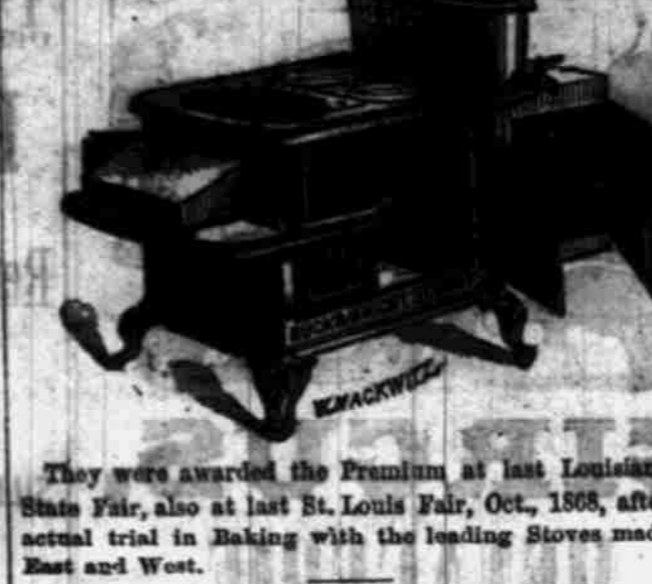 W.MACKWITZ
They were awarded the Premium at last Louisian
State Fair, also at last St. Louis Fair, Oct., 1868, afte
actual trial in Baking with the leading Stoves mad
East and West.